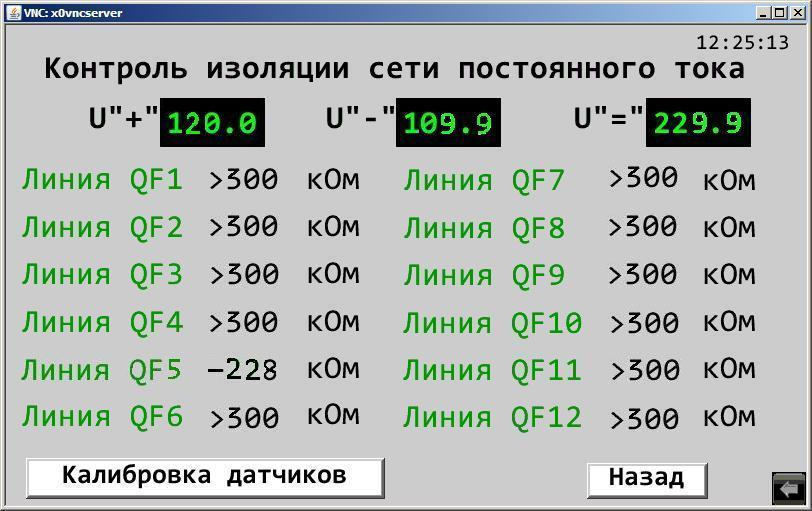 VNC: x0vncserver
12:25:13
Контроль изоляции сети постоянного тока
U"+" 120.0 U"-" 109.9 U"=" 229.9
Линия QF1 >300 кОм Линия QF7 >300 кОм
Линия QF2 >300 кОм Линия QF8 >300 кОм
Линия QF3 >300 кОм Линия QF9 >300 кОм
Линия QF4 >300 кОм Линия QF10 >300 кОм
Линия QF5 −228 кОм Линия QF11 >300 кОм
Линия QF6 >300 кОм Линия QF12 >300 кОм
Калибровка датчиков Назад